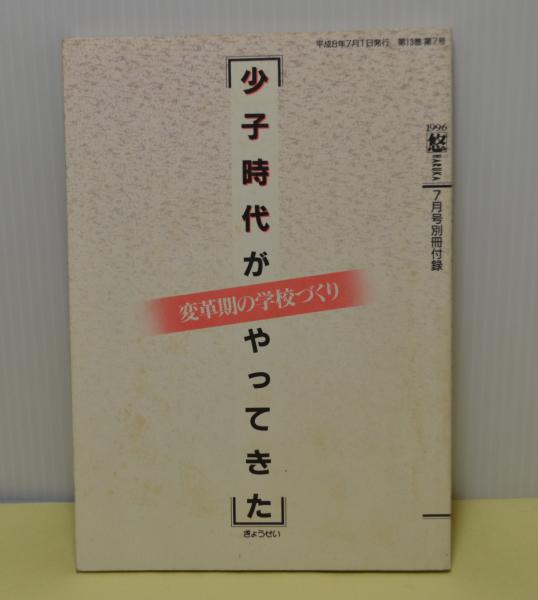 平成8年7月1日発行 第13巻第7号
1996
悠
HARUKA
7月号別冊付録
「少子時代がやってきた」
変革期の学校づくり
ぎょうせい